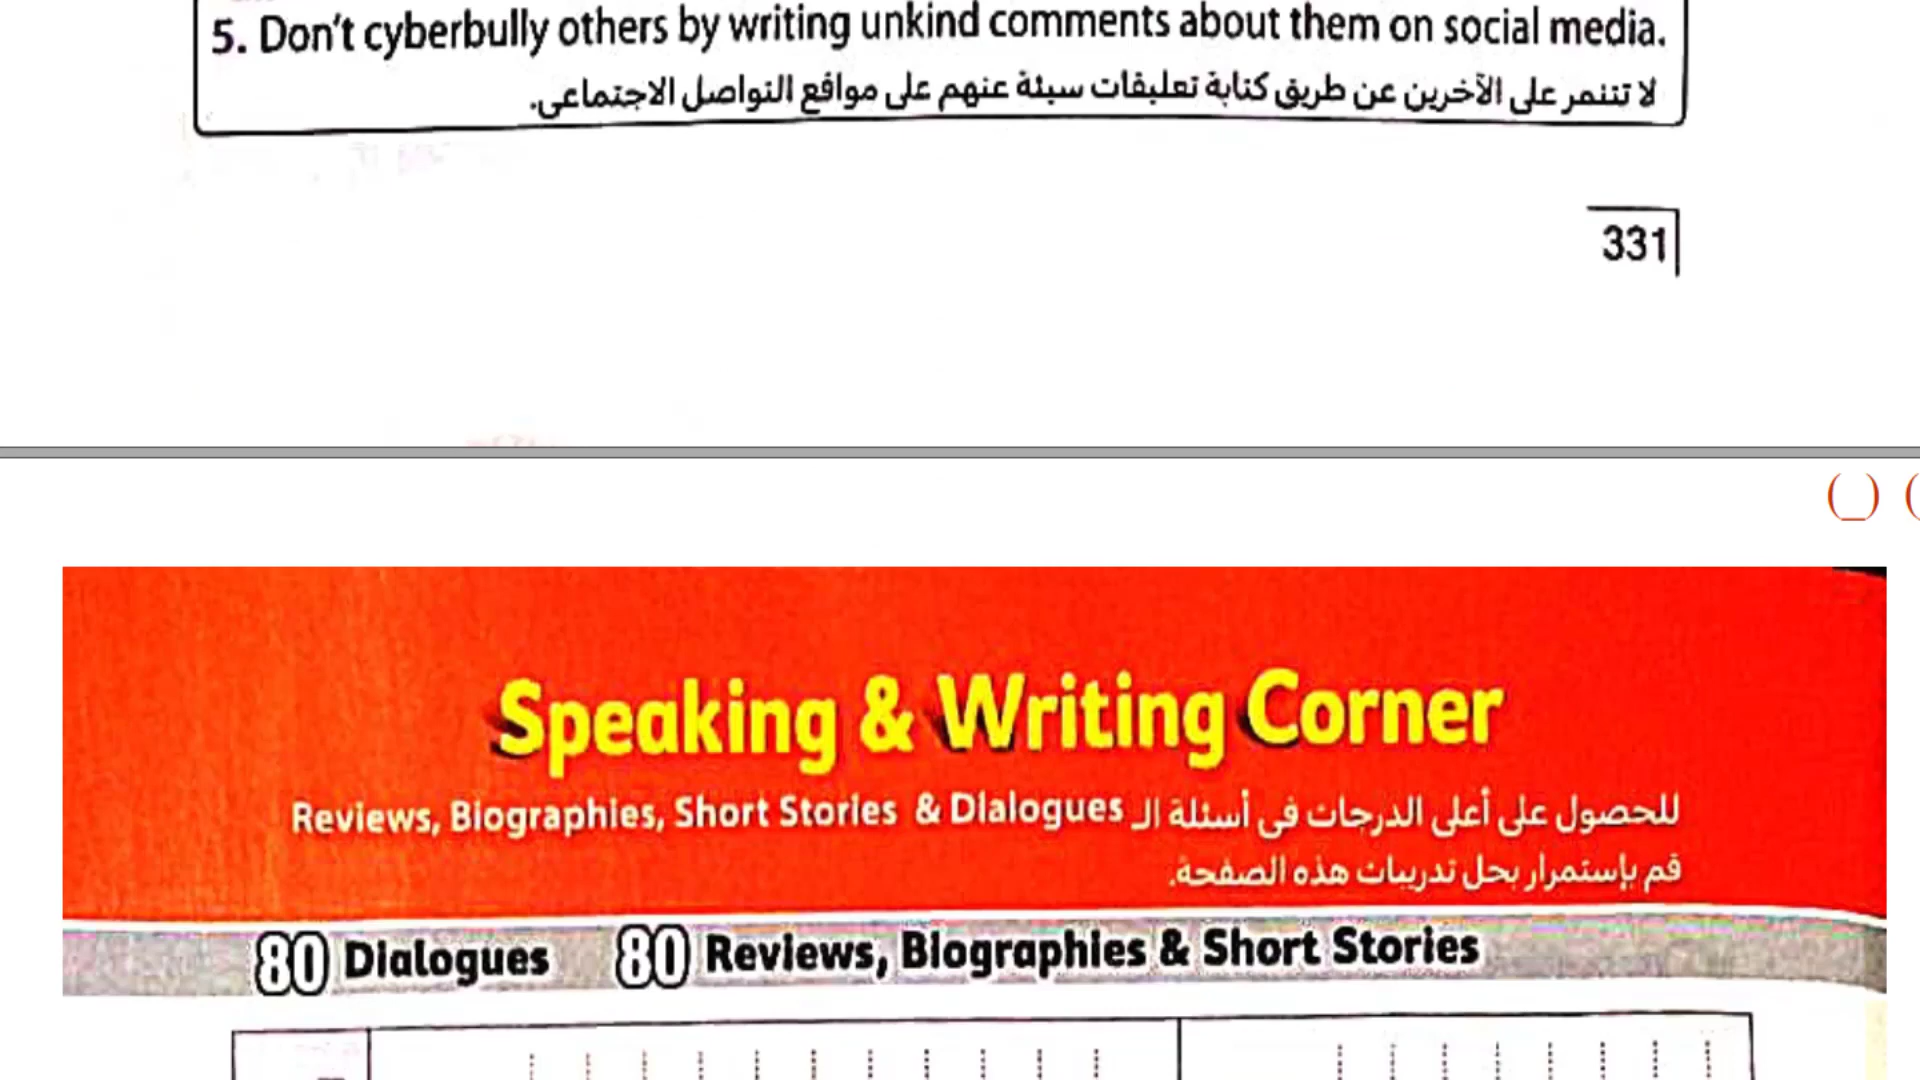 5. Don't cyberbully others by writing unkind comments about them on social media.
لا تتنمر على الآخرين عن طريق كتابة تعليقات سيئة عنهم على مواقع التواصل الاجتماعى.
331
(_) (
Speaking & Writing Corner
للحصول على أعلى الدرجات فى أسئلة الـ Reviews, Biographies, Short Stories & Dialogues
قم بإستمرار بحل تدريبات هذه الصفحة.
80 Dialogues 80 Reviews, Biographies & Short Stories